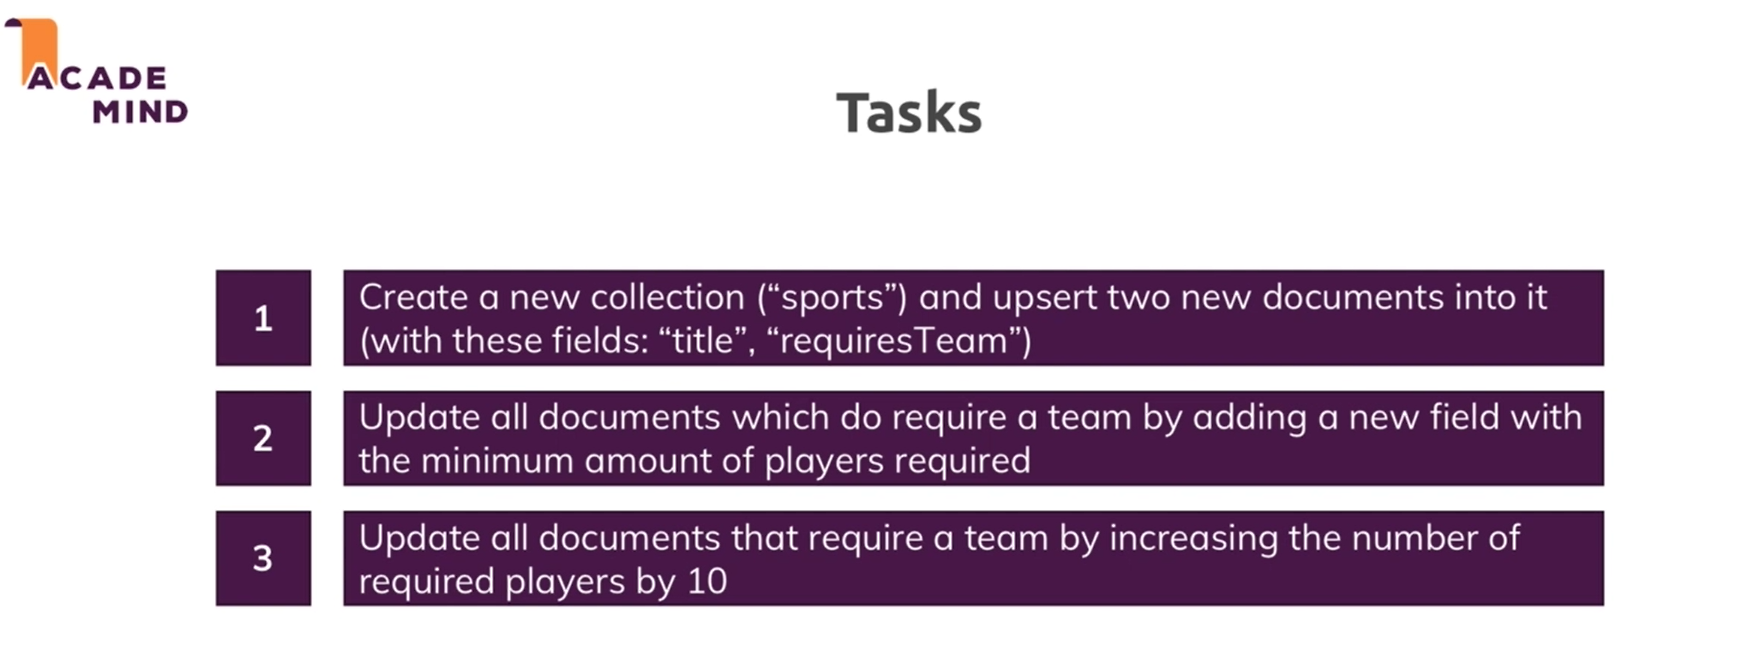 ACADE
MIND
Tasks
1
Create a new collection (“sports”) and upsert two new documents into it
(with these fields: “title”, “requiresTeam”)
2
Update all documents which do require a team by adding a new field with
the minimum amount of players required
3
Update all documents that require a team by increasing the number of
required players by 10